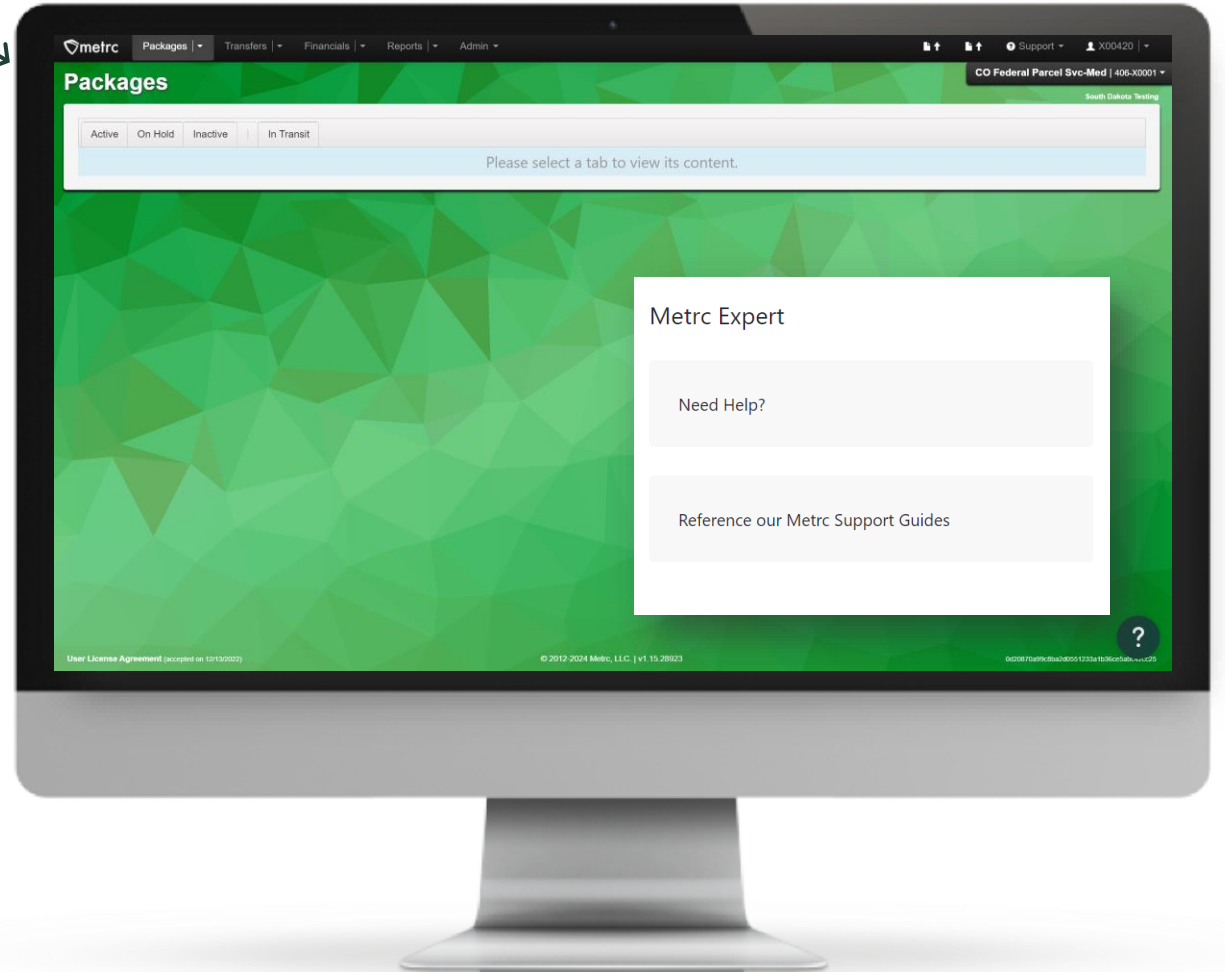 metrc Packages Transfers Financials Reports Admin Support X00420
Packages
CO Federal Parcel Svc-Med | 406-X0001
South Dakota Testing
Active On Hold Inactive In Transit
Please select a tab to view its content.
Metrc Expert
Need Help?
Reference our Metrc Support Guides
?
User License Agreement (accepted on 12/13/2022) © 2012-2024 Metrc, LLC. | v1.15.28923